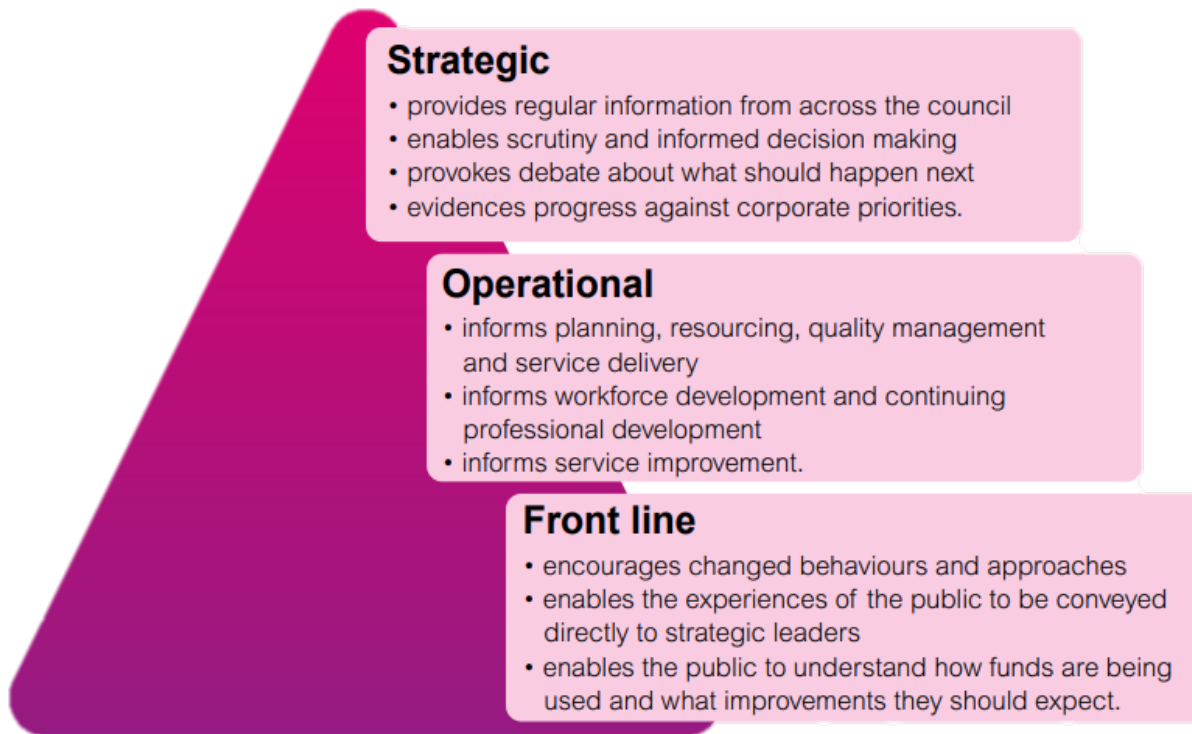 Strategic
• provides regular information from across the council
• enables scrutiny and informed decision making
• provokes debate about what should happen next
• evidences progress against corporate priorities.
Operational
• informs planning, resourcing, quality management
and service delivery
• informs workforce development and continuing
professional development
• informs service improvement.
Front line
• encourages changed behaviours and approaches
• enables the experiences of the public to be conveyed
directly to strategic leaders
• enables the public to understand how funds are being
used and what improvements they should expect.